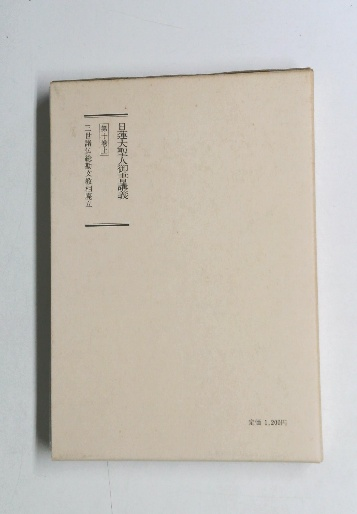 日蓮大聖人御書講義
第十巻上
三世諸仏総勘文教相廃立
定価 1,200円